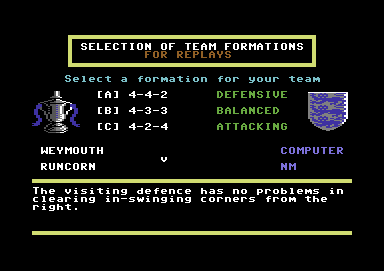 SELECTION OF TEAM FORMATIONS
FOR REPLAYS
Select a formation for your team
[A] 4-4-2 DEFENSIVE
[B] 4-3-3 BALANCED
[C] 4-2-4 ATTACKING
WEYMOUTH COMPUTER
v
RUNCORN NM
The visiting defence has no problems in
clearing in-swinging corners from the
right.